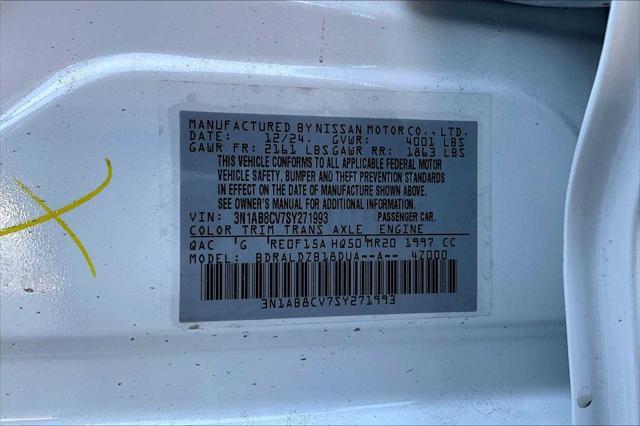 MANUFACTURED BY NISSAN MOTOR CO., LTD.
DATE: 12/24, GVWR: 4001 LBS
GAWR FR: 2161 LBS GAWR RR: 1863 LBS
THIS VEHICLE CONFORMS TO ALL APPLICABLE FEDERAL MOTOR
VEHICLE SAFETY, BUMPER AND THEFT PREVENTION STANDARDS
IN EFFECT ON THE DATE OF MANUFACTURE SHOWN ABOVE.
SEE OWNER'S MANUAL FOR ADDITIONAL INFORMATION.
VIN: 3N1AB8CV7SY271993 PASSENGER CAR.
COLOR TRIM TRANS AXLE ENGINE
QAC 'G 'RE0F15A HQ50'MR20 1997 CC
MODEL: BDRALDZB18DUA--A-- 47000
3N1AB8CV7SY271993